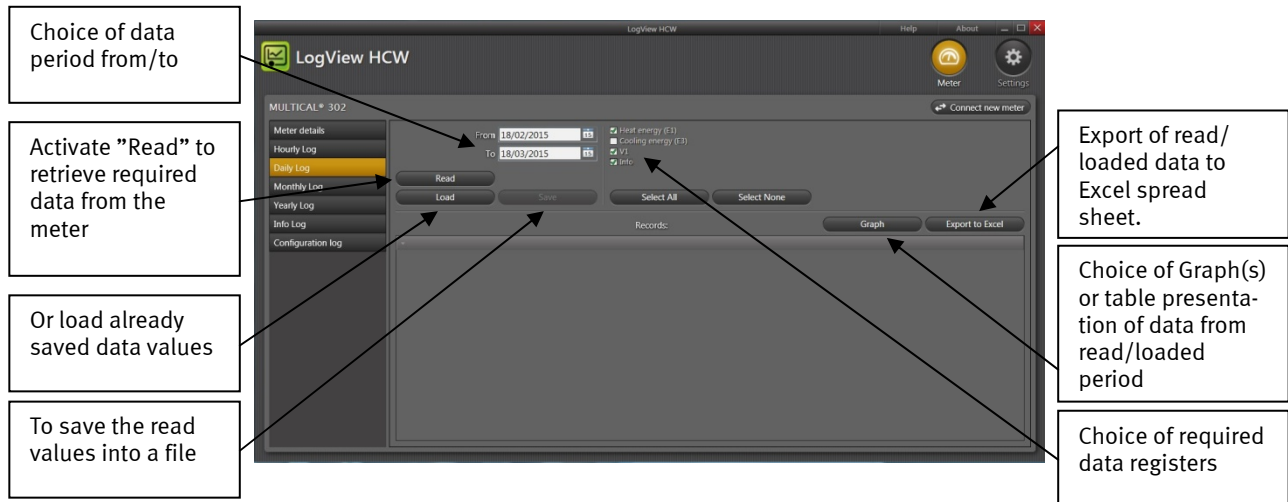 Choice of data
period from/to
Activate ”Read” to
retrieve required
data from the
meter
Or load already
saved data values
To save the read
values into a file
LogView HCW
Help
About
LogView HCW
Meter
Settings
MULTICAL® 302
Connect new meter
Meter details
Hourly Log
Daily Log
Monthly Log
Yearly Log
Info Log
Configuration log
From 18/02/2015 15
To 18/03/2015 15
Heat energy (E1)
Cooling energy (E3)
V1
Info
Read
Load
Save
Select All
Select None
Records:
Graph
Export to Excel
Export of read/
loaded data to
Excel spread
sheet.
Choice of Graph(s)
or table presenta-
tion of data from
read/loaded
period
Choice of required
data registers